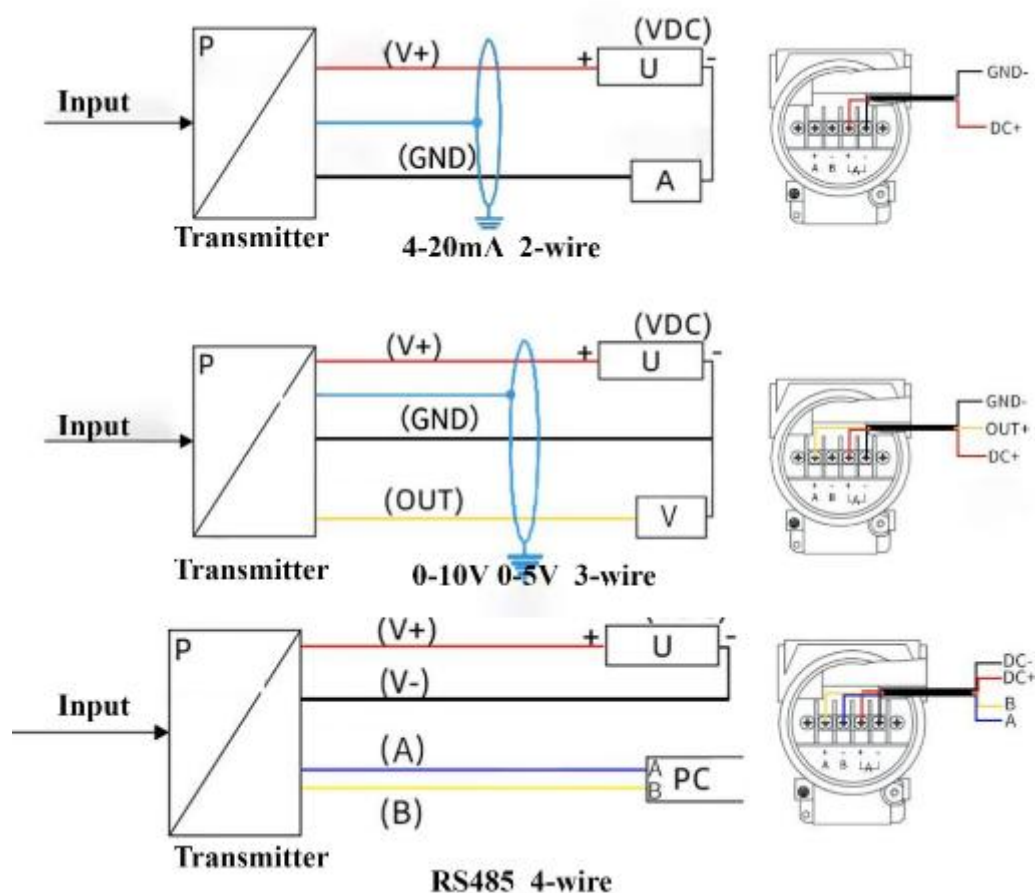 P
(V+)
+
(VDC)
U
-
Input
(GND)
A
Transmitter
4-20mA 2-wire
GND-
DC+
+ - + -
A B A
P
(V+)
+
(VDC)
U
-
Input
(GND)
(OUT)
V
Transmitter
0-10V 0-5V 3-wire
GND-
OUT+
DC+
+ - + -
A B A
P
(V+)
+
U
-
(V-)
Input
(A)
A
B
PC
(B)
Transmitter
RS485 4-wire
DC-
DC+
B
A
+ - + -
A B A